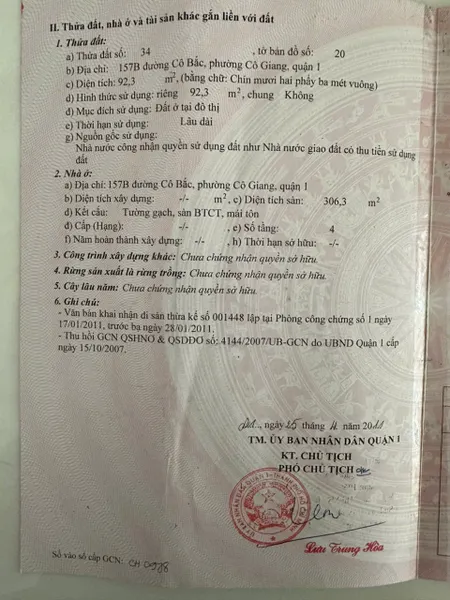 II. Thửa đất, nhà ở và tài sản khác gắn liền với đất
1. Thửa đất:
a) Thửa đất số: 34 , tờ bản đồ số: 20
b) Địa chỉ: 157B đường Cô Bắc, phường Cô Giang, quận 1
c) Diện tích: 92,3 m², (bằng chữ: Chín mươi hai phẩy ba mét vuông)
d) Hình thức sử dụng: riêng 92,3 m², chung Không
đ) Mục đích sử dụng: Đất ở tại đô thị
e) Thời hạn sử dụng: Lâu dài
g) Nguồn gốc sử dụng:
Nhà nước công nhận quyền sử dụng đất như Nhà nước giao đất có thu tiền sử dụng
đất
2. Nhà ở:
a) Địa chỉ: 157B đường Cô Bắc, phường Cô Giang, quận 1
b) Diện tích xây dựng: -/- m², c) Diện tích sàn: 306,3 m²
d) Kết cấu: Tường gạch, sàn BTCT, mái tôn
đ) Cấp (Hạng): -/- , e) Số tầng: 4
f) Năm hoàn thành xây dựng: -/- , h) Thời hạn sở hữu: -/-
3. Công trình xây dựng khác: Chưa chứng nhận quyền sở hữu.
4. Rừng sản xuất là rừng trồng: Chưa chứng nhận quyền sở hữu.
5. Cây lâu năm: Chưa chứng nhận quyền sở hữu.
6. Ghi chú:
- Văn bản khai nhận di sản thừa kế số 001448 lập tại Phòng công chứng số 1 ngày
17/01/2011, trước bạ ngày 28/01/2011.
- Thu hồi GCN QSHNO & QSDĐO số: 4144/2007/UB-GCN do UBND Quận 1 cấp
ngày 15/10/2007.
, ngày 25 tháng năm 2011
TM. ỦY BAN NHÂN DÂN QUẬN 1
KT. CHỦ TỊCH
PHÓ CHỦ TỊCH
Lưu Trung Hòa
Số vào sổ cấp GCN: CH